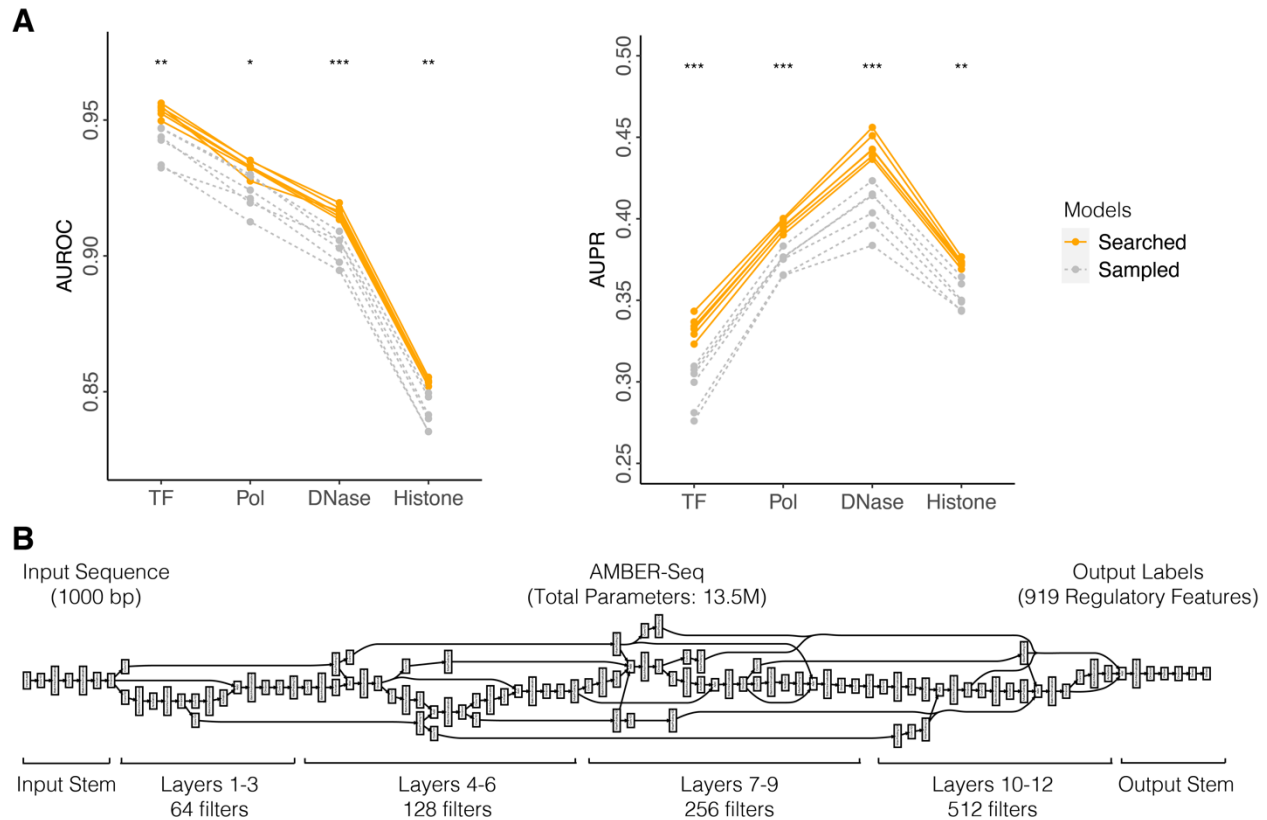 A
AUROC
0.95
0.90
0.85
** * *** **
TF Pol DNase Histone
AUPR
0.50
0.45
0.40
0.35
0.30
0.25
*** *** *** **
TF Pol DNase Histone
Models
Searched
Sampled
B
Input Sequence
(1000 bp)
AMBER-Seq
(Total Parameters: 13.5M)
Output Labels
(919 Regulatory Features)
Input Stem
Layers 1-3
64 filters
Layers 4-6
128 filters
Layers 7-9
256 filters
Layers 10-12
512 filters
Output Stem